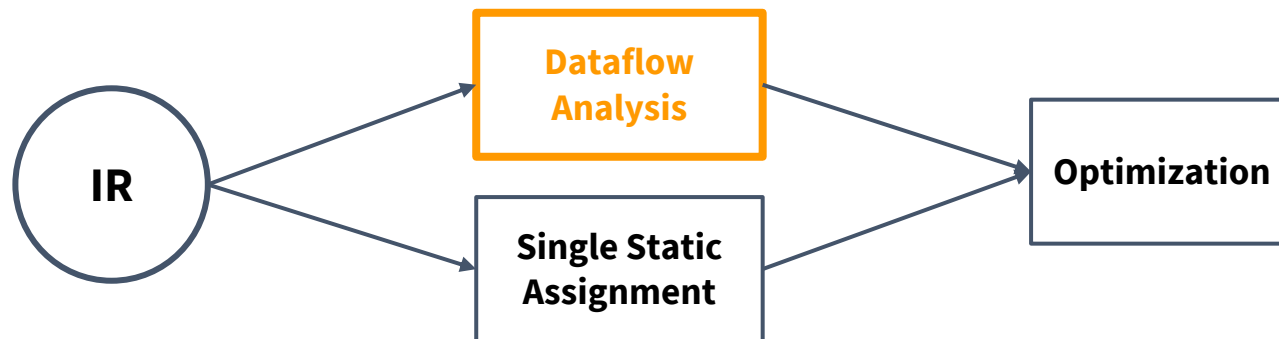 IR
Dataflow
Analysis
Single Static
Assignment
Optimization